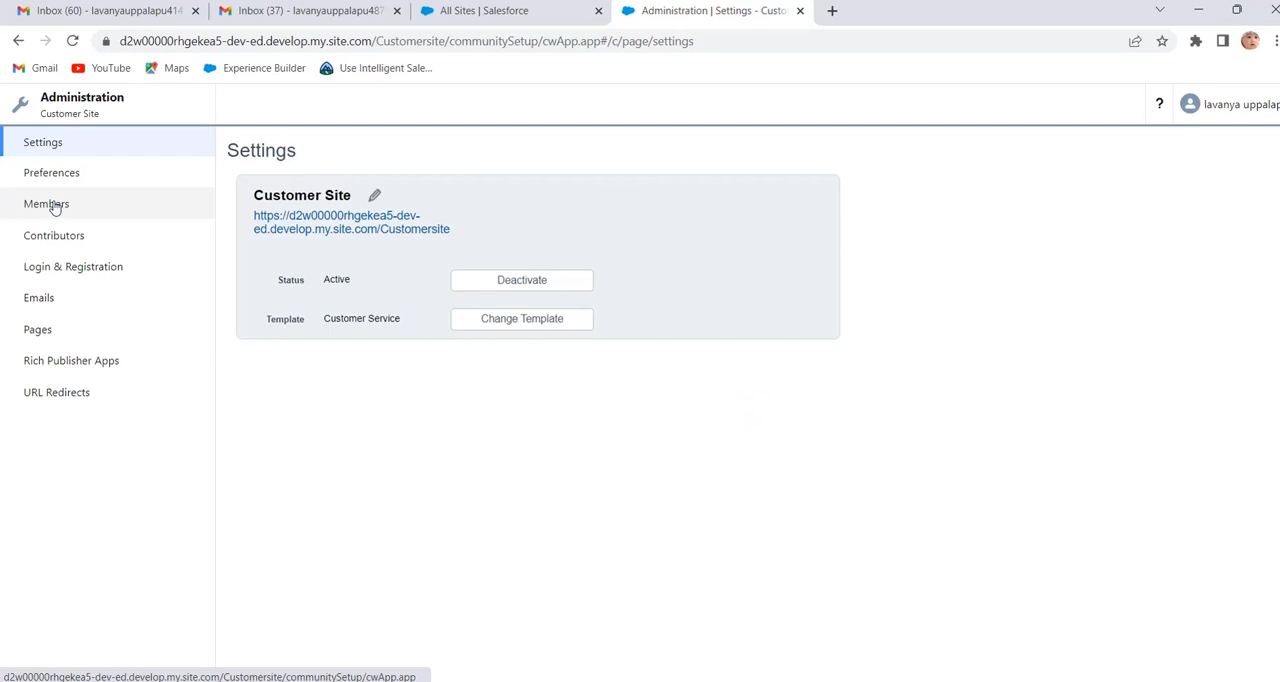 Inbox (60) - lavanyauppalapu414
Inbox (37) - lavanyauppalapu487
All Sites | Salesforce
Administration | Settings - Custo
d2w00000rhgekea5-dev-ed.develop.my.site.com/Customersite/communitySetup/cwApp.app#/c/page/settings
Gmail
YouTube
Maps
Experience Builder
Use Intelligent Sale...
Administration
Customer Site
?
lavanya uppalap
Settings
Preferences
Members
Contributors
Login & Registration
Emails
Pages
Rich Publisher Apps
URL Redirects
Settings
Customer Site
https://d2w00000rhgekea5-dev-
ed.develop.my.site.com/Customersite
Status Active Deactivate
Template Customer Service Change Template
d2w00000rhgekea5-dev-ed.develop.my.site.com/Customersite/communitySetup/cwApp.app